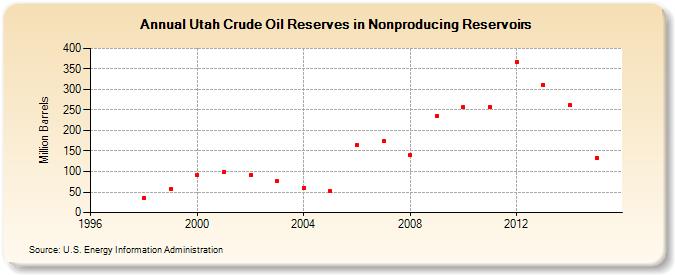 Annual Utah Crude Oil Reserves in Nonproducing Reservoirs
Million Barrels
400
350
300
250
200
150
100
50
0
1996 2000 2004 2008 2012
Source: U.S. Energy Information Administration